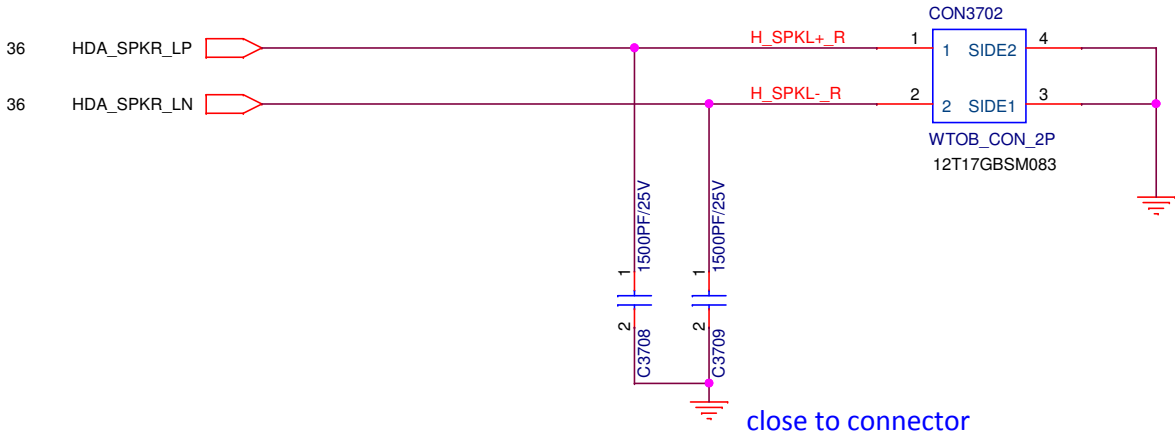 CON3702
36 HDA_SPKR_LP H_SPKL+_R 1 1 SIDE2 4
36 HDA_SPKR_LN H_SPKL-_R 2 2 SIDE1 3
WTOB_CON_2P
12T17GBSM083
1500PF/25V
1500PF/25V
1 1
2 2
C3708
C3709
close to connector